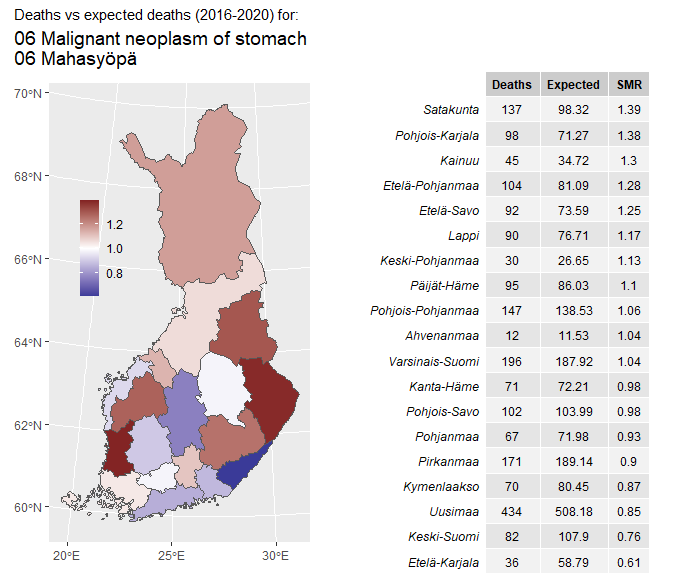 Deaths vs expected deaths (2016-2020) for:
06 Malignant neoplasm of stomach
06 Mahasyöpä
70°N
68°N
66°N
64°N
62°N
60°N
20°E 25°E 30°E
1.2
1.0
0.8
Deaths Expected SMR
Satakunta 137 98.32 1.39
Pohjois-Karjala 98 71.27 1.38
Kainuu 45 34.72 1.3
Etelä-Pohjanmaa 104 81.09 1.28
Etelä-Savo 92 73.59 1.25
Lappi 90 76.71 1.17
Keski-Pohjanmaa 30 26.65 1.13
Päijät-Häme 95 86.03 1.1
Pohjois-Pohjanmaa 147 138.53 1.06
Ahvenanmaa 12 11.53 1.04
Varsinais-Suomi 196 187.92 1.04
Kanta-Häme 71 72.21 0.98
Pohjois-Savo 102 103.99 0.98
Pohjanmaa 67 71.98 0.93
Pirkanmaa 171 189.14 0.9
Kymenlaakso 70 80.45 0.87
Uusimaa 434 508.18 0.85
Keski-Suomi 82 107.9 0.76
Etelä-Karjala 36 58.79 0.61